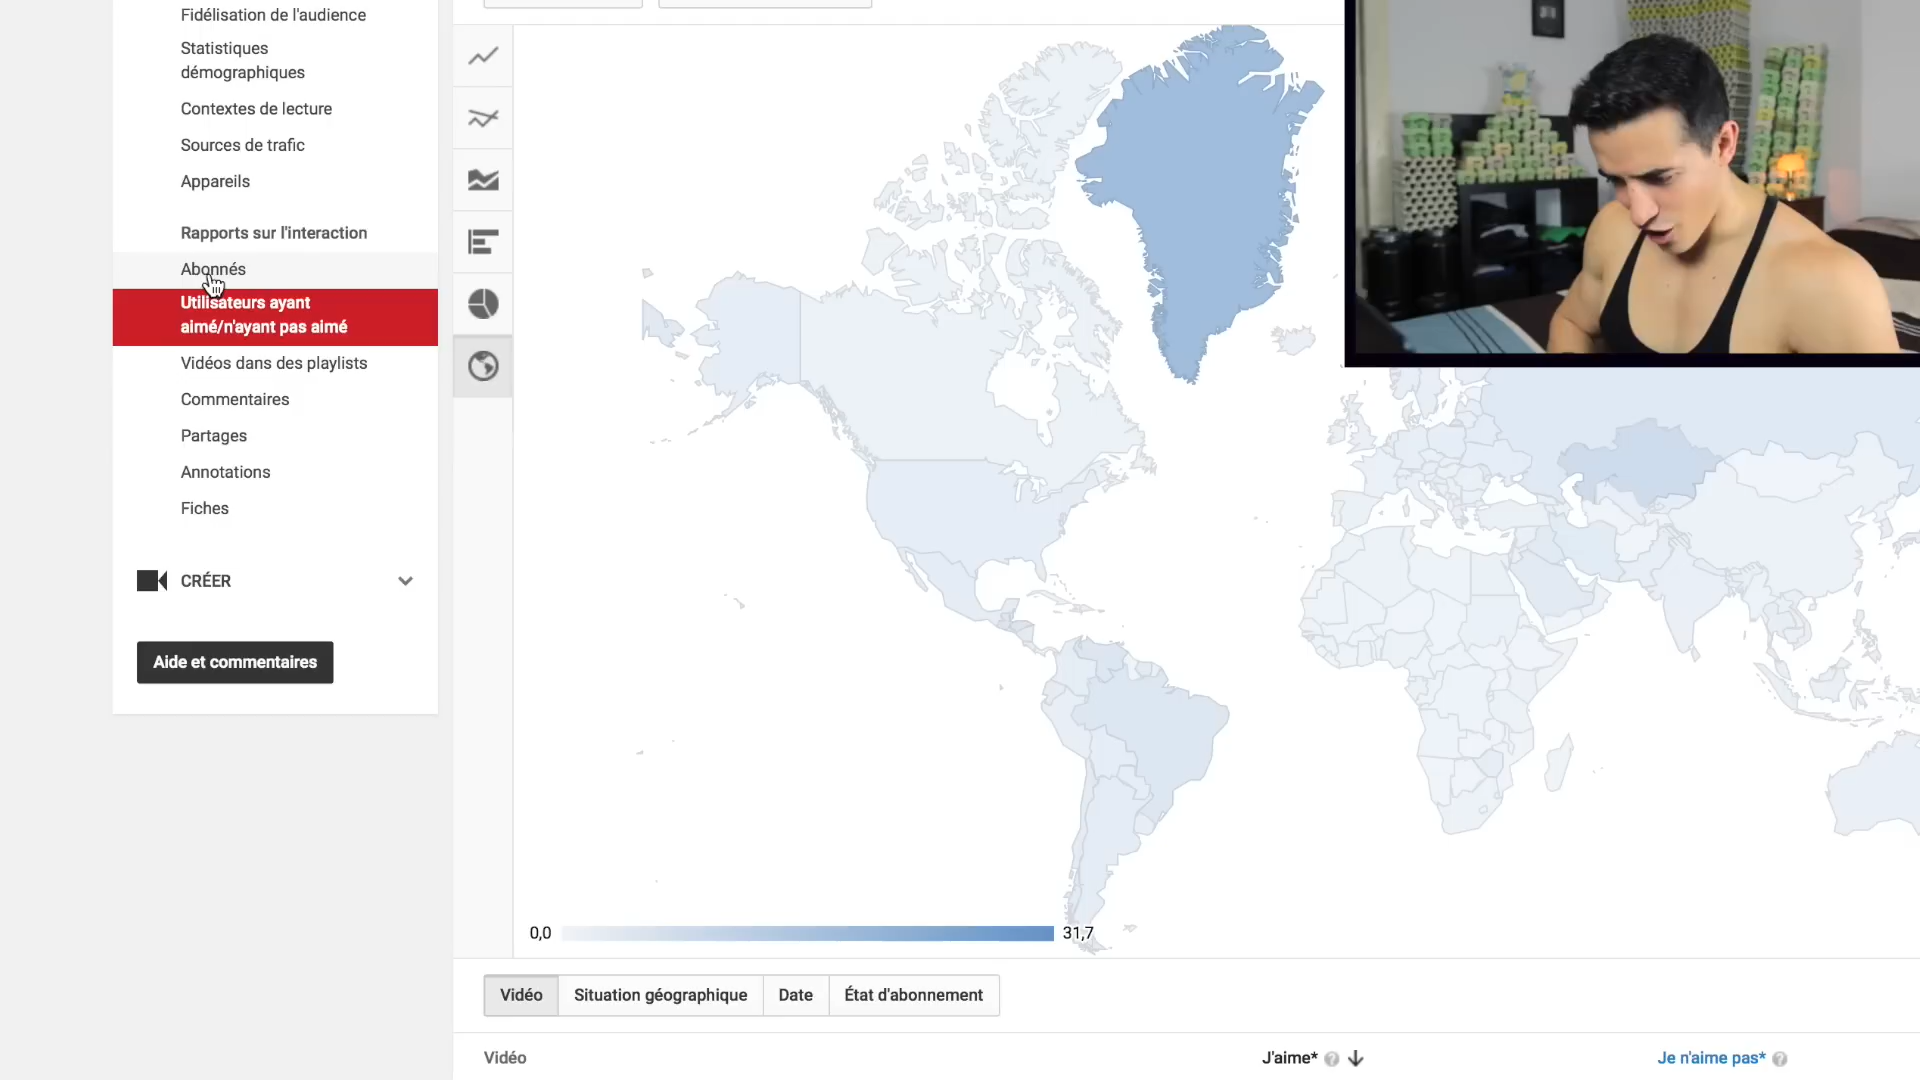 Fidélisation de l'audience
Statistiques
démographiques
Contextes de lecture
Sources de trafic
Appareils
Rapports sur l'interaction
Abonnés
Utilisateurs ayant
aimé/n'ayant pas aimé
Vidéos dans des playlists
Commentaires
Partages
Annotations
Fiches
CRÉER
Aide et commentaires
0,0
31,7
Vidéo Situation géographique Date État d'abonnement
Vidéo J'aime* ? Je n'aime pas* ?